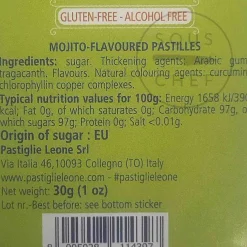 GLUTEN-FREE - ALCOHOL FREE
SOUS
CHEF
MOJITO-FLAVOURED PASTILLES
Ingredients: sugar. Thickening agents: Arabic gum
tragacanth. Flavours. Natural colouring agents: curcumin
chlorophyllin copper complexes.
Typical nutrition values for 100g: Energy 1658 kJ/390
kcal; Fat 0g, of which saturates 0g; Carbohydrate 97g, of
which sugars 97g; Protein 0g; Salt <0.01g.
Origin of sugar : EU
Pastiglie Leone Srl
Via Italia 46,10093 Collegno (TO) Italy
www.pastiglieleone.com - #pastiglieleone
Net weight: 30g (1 oz)
Lot nr.-Best before: see bottom sticker